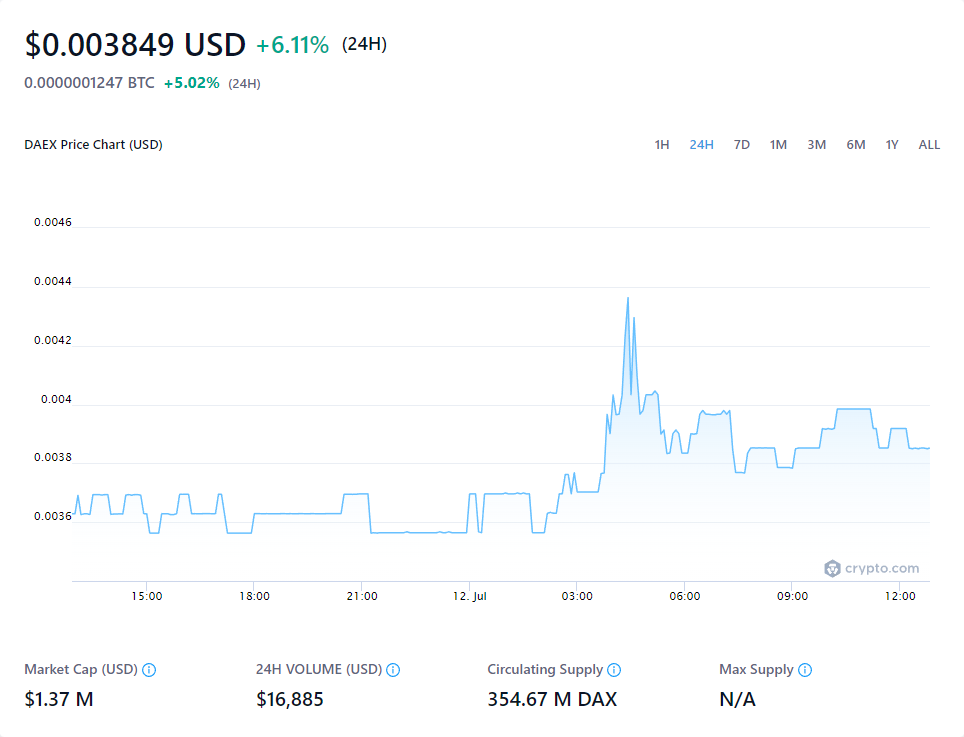 $0.003849 USD +6.11% (24H)
0.0000001247 BTC +5.02% (24H)
DAEX Price Chart (USD) 1H 24H 7D 1M 3M 6M 1Y ALL
0.0046
0.0044
0.0042
0.004
0.0038
0.0036
crypto.com
15:00 18:00 21:00 12. Jul 03:00 06:00 09:00 12:00
Market Cap (USD) 24H VOLUME (USD) Circulating Supply Max Supply
$1.37 M $16,885 354.67 M DAX N/A